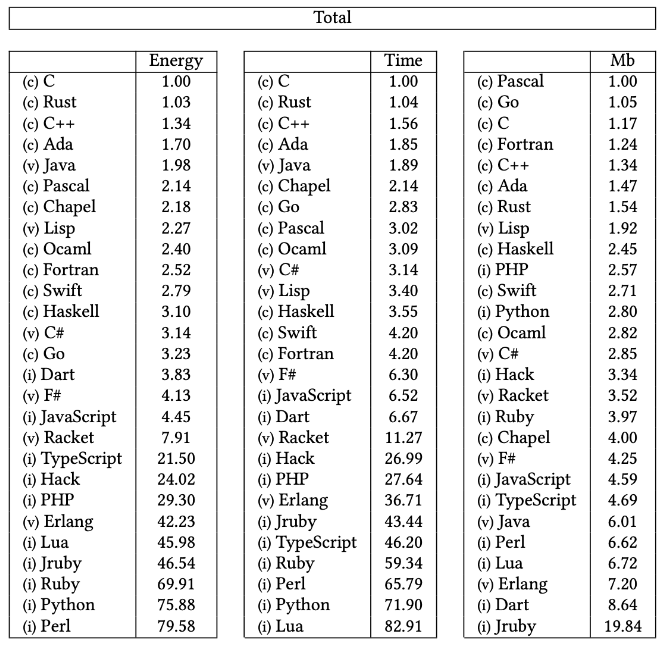 Total
Energy
(c) C 1.00
(c) Rust 1.03
(c) C++ 1.34
(c) Ada 1.70
(v) Java 1.98
(c) Pascal 2.14
(c) Chapel 2.18
(v) Lisp 2.27
(c) Ocaml 2.40
(c) Fortran 2.52
(c) Swift 2.79
(c) Haskell 3.10
(v) C# 3.14
(c) Go 3.23
(i) Dart 3.83
(v) F# 4.13
(i) JavaScript 4.45
(v) Racket 7.91
(i) TypeScript 21.50
(i) Hack 24.02
(i) PHP 29.30
(v) Erlang 42.23
(i) Lua 45.98
(i) Jruby 46.54
(i) Ruby 69.91
(i) Python 75.88
(i) Perl 79.58
Time
(c) C 1.00
(c) Rust 1.04
(c) C++ 1.56
(c) Ada 1.85
(v) Java 1.89
(c) Chapel 2.14
(c) Go 2.83
(c) Pascal 3.02
(c) Ocaml 3.09
(v) C# 3.14
(v) Lisp 3.40
(c) Haskell 3.55
(c) Swift 4.20
(c) Fortran 4.20
(v) F# 6.30
(i) JavaScript 6.52
(i) Dart 6.67
(v) Racket 11.27
(i) Hack 26.99
(i) PHP 27.64
(v) Erlang 36.71
(i) Jruby 43.44
(i) TypeScript 46.20
(i) Ruby 59.34
(i) Perl 65.79
(i) Python 71.90
(i) Lua 82.91
Mb
(c) Pascal 1.00
(c) Go 1.05
(c) C 1.17
(c) Fortran 1.24
(c) C++ 1.34
(c) Ada 1.47
(c) Rust 1.54
(v) Lisp 1.92
(c) Haskell 2.45
(i) PHP 2.57
(c) Swift 2.71
(i) Python 2.80
(c) Ocaml 2.82
(v) C# 2.85
(i) Hack 3.34
(v) Racket 3.52
(i) Ruby 3.97
(c) Chapel 4.00
(v) F# 4.25
(i) JavaScript 4.59
(i) TypeScript 4.69
(v) Java 6.01
(i) Perl 6.62
(i) Lua 6.72
(v) Erlang 7.20
(i) Dart 8.64
(i) Jruby 19.84